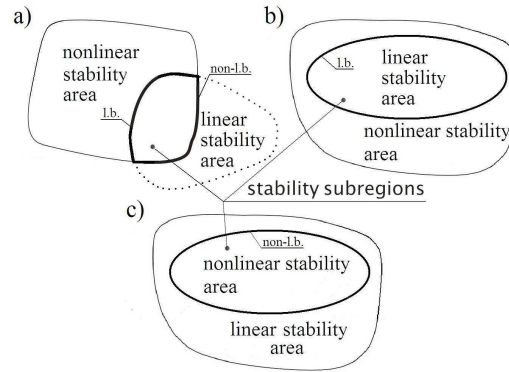 a)
nonlinear
stability
area
l.b.
non-l.b.
linear
stability
area
b)
l.b.
linear
stability
area
nonlinear stability
area
stability subregions
c)
non-l.b.
nonlinear stability
area
linear stability
area